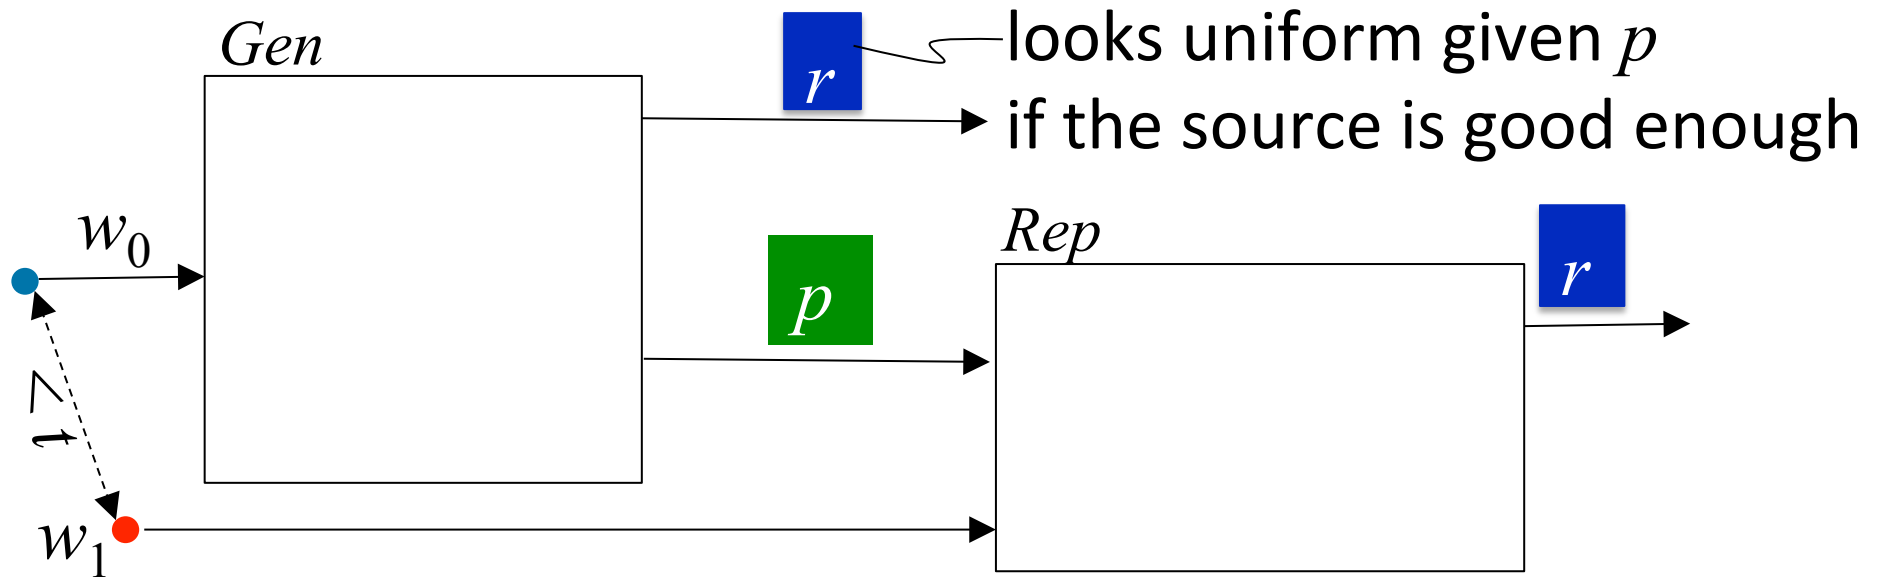 Gen
r
looks uniform given p
if the source is good enough
w0
Rep
r
p
< t
w1